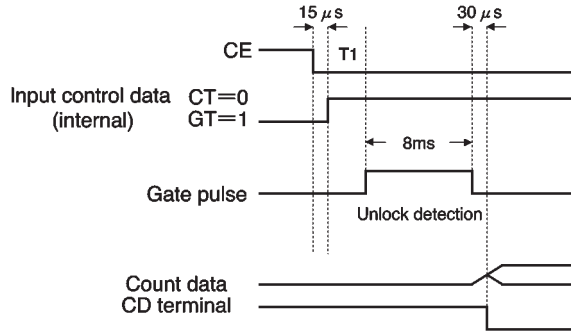 15 μs
30 μs
CE
T1
Input control data
(internal)
CT=0
GT=1
8ms
Gate pulse
Unlock detection
Count data
CD terminal